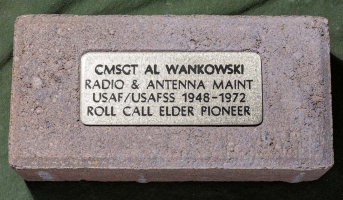 CMSGT AL WANKOWSKI
RADIO & ANTENNA MAINT
USAF/USAFSS 1948-1972
ROLL CALL ELDER PIONEER